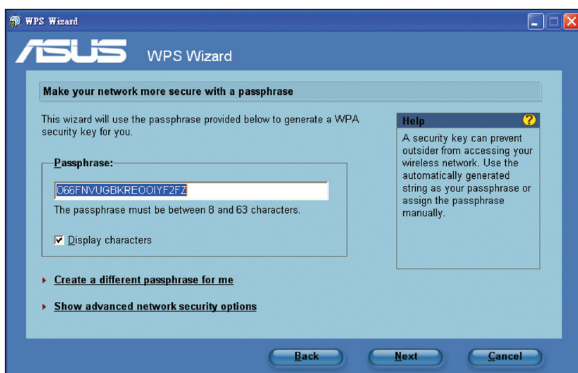 WPS Wizard
ASUS WPS Wizard
Make your network more secure with a passphrase
This wizard will use the passphrase provided below to generate a WPA
security key for you.
Passphrase:
O66FNVUGBKREOOIYF2FZ
The passphrase must be between 8 and 63 characters.
Display characters
Create a different passphrase for me
Show advanced network security options
Help
A security key can prevent
outsider from accessing your
wireless network. Use the
automatically generated
string as your passphrase or
assign the passphrase
manually.
Back Next Cancel